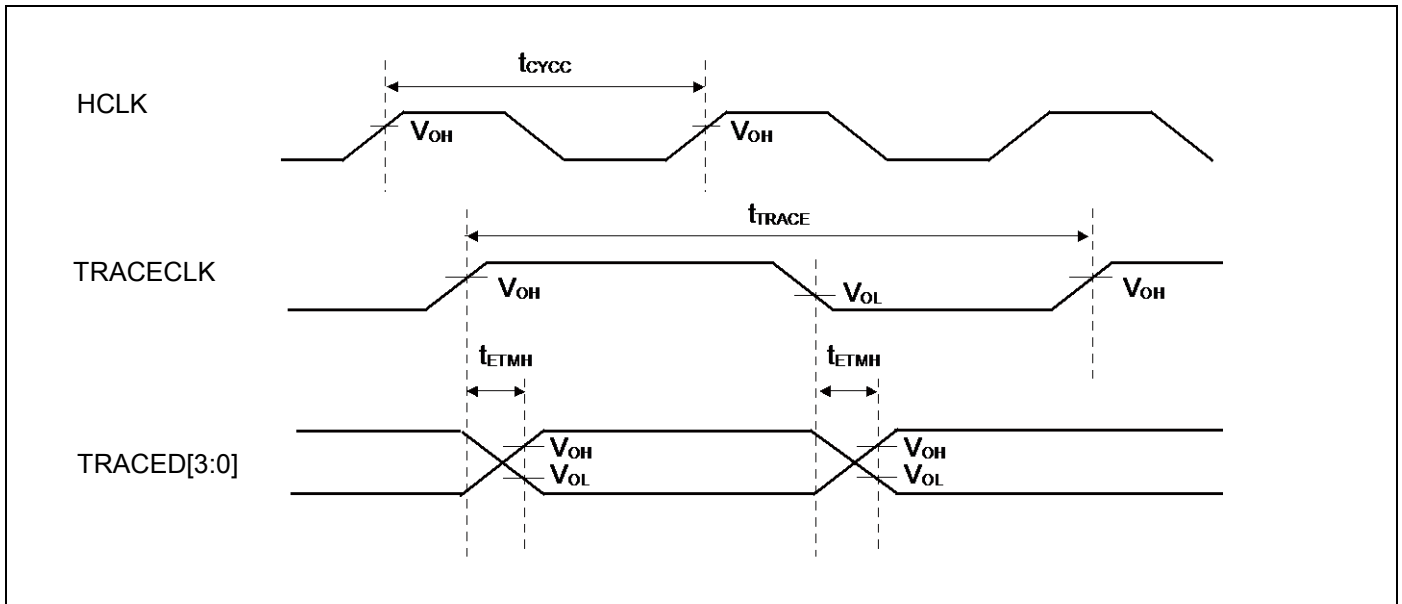 tCYCC
HCLK
VOH VOH
tTRACE
TRACECLK
VOH VOL VOH
tETMH tETMH
TRACED[3:0]
VOH VOH
VOL VOL